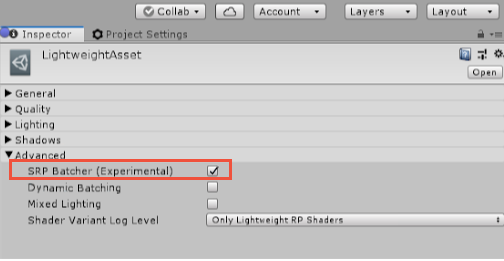 Collab Account Layers Layout
Inspector Project Settings
LightweightAsset
Open
General
Quality
Lighting
Shadows
Advanced
SRP Batcher (Experimental)
Dynamic Batching
Mixed Lighting
Shader Variant Log Level Only Lightweight RP Shaders